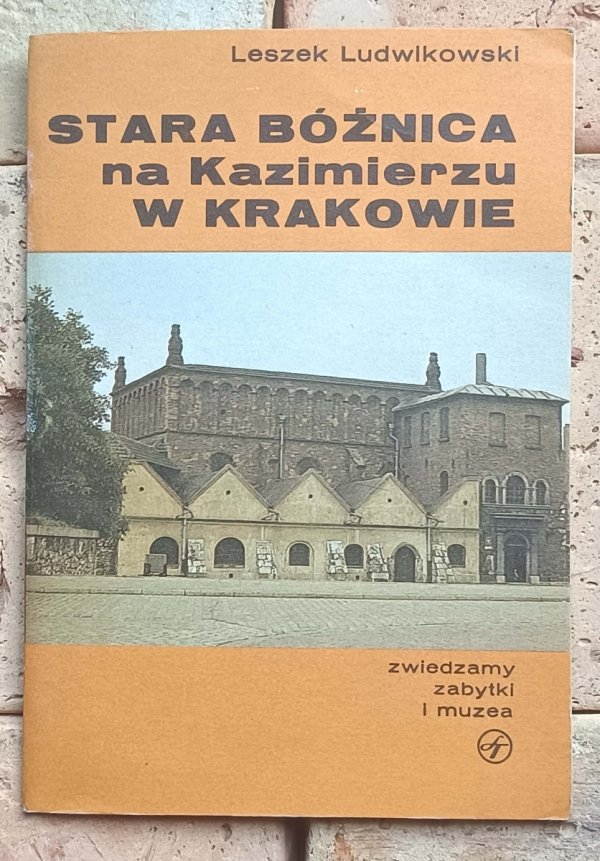 Leszek Ludwikowski
STARA BÓŻNICA
na Kazimierzu
W KRAKOWIE
zwiedzamy
zabytki
i muzea